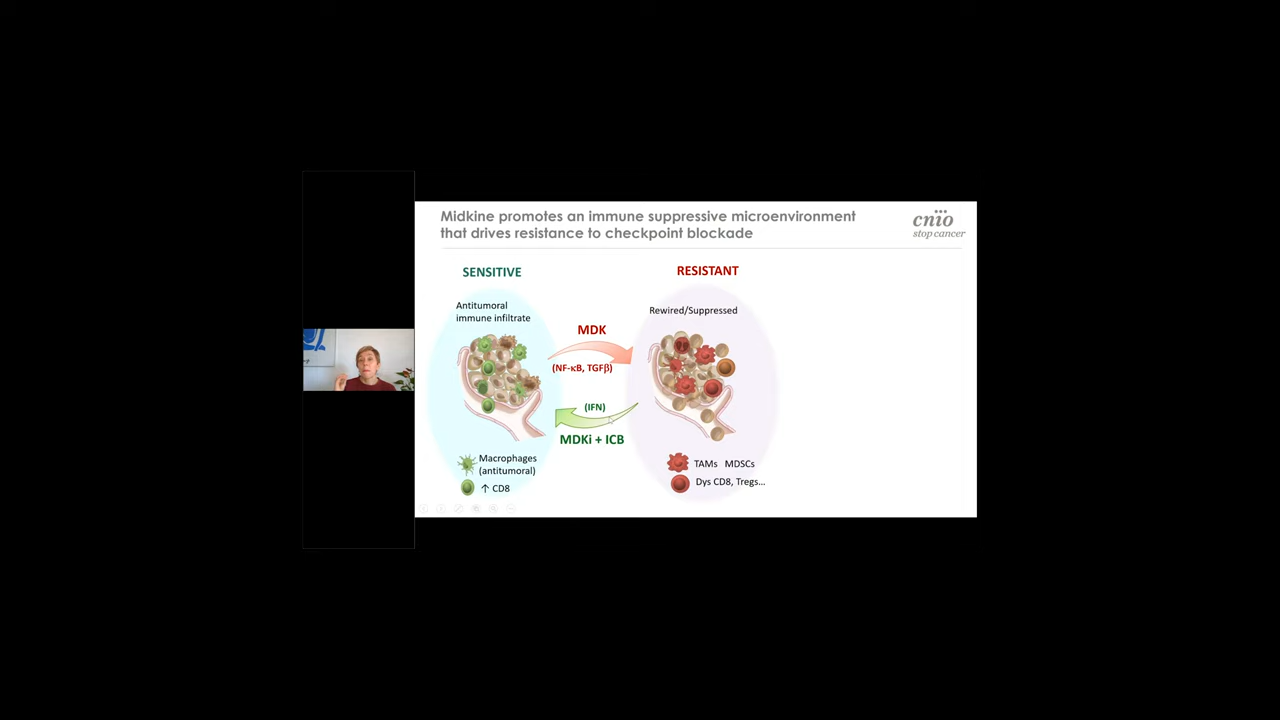 Midkine promotes an immune suppressive microenvironment
that drives resistance to checkpoint blockade
cnio
stop cancer
SENSITIVE
RESISTANT
Antitumoral
immune infiltrate
Rewired/Suppressed
MDK
(NF-κB, TGFβ)
(IFN)
MDKi + ICB
Macrophages
(antitumoral)
↑ CD8
TAMs MDSCs
Dys CD8, Tregs...